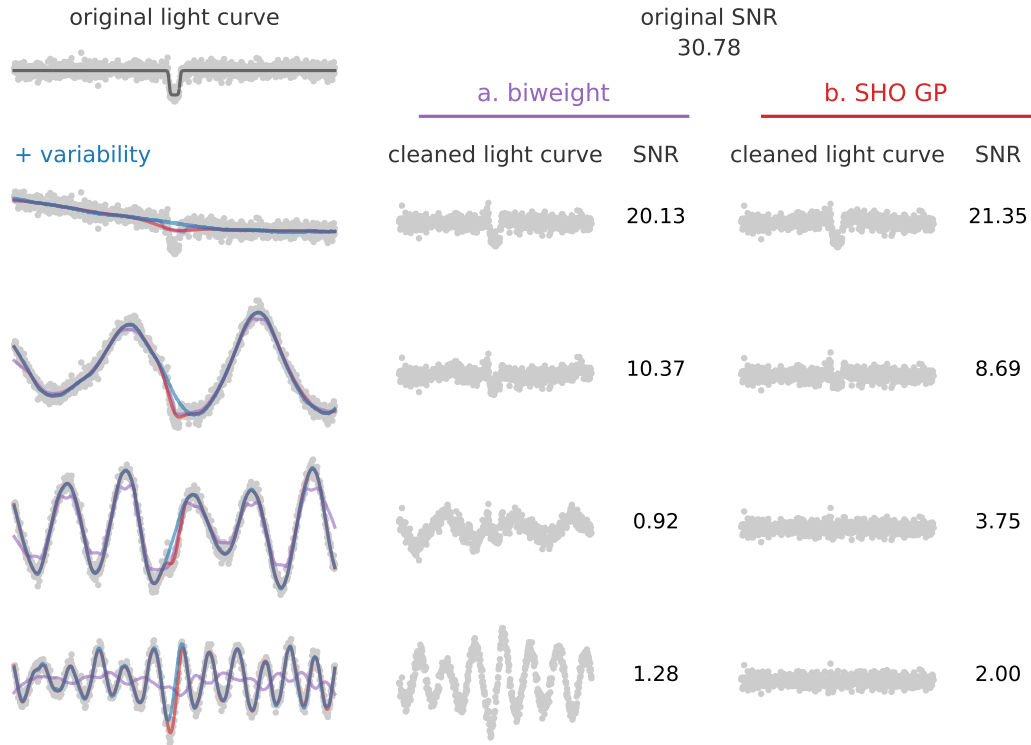 original light curve
original SNR
30.78
a. biweight
b. SHO GP
+ variability
cleaned light curve SNR
cleaned light curve SNR
20.13
21.35
10.37
8.69
0.92
3.75
1.28
2.00